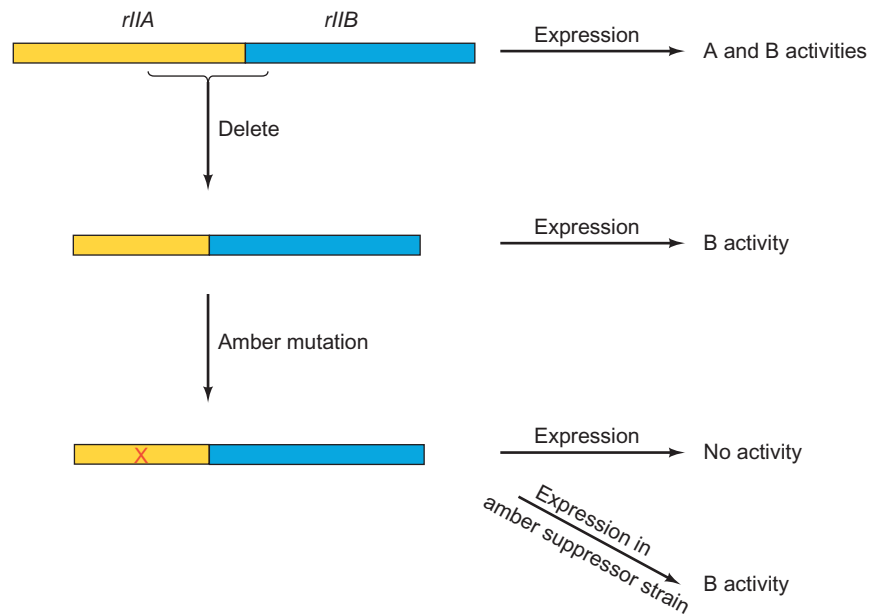 rIIA
rIIB
Expression
A and B activities
Delete
Expression
B activity
Amber mutation
X
Expression
No activity
Expression in
amber suppressor strain
B activity